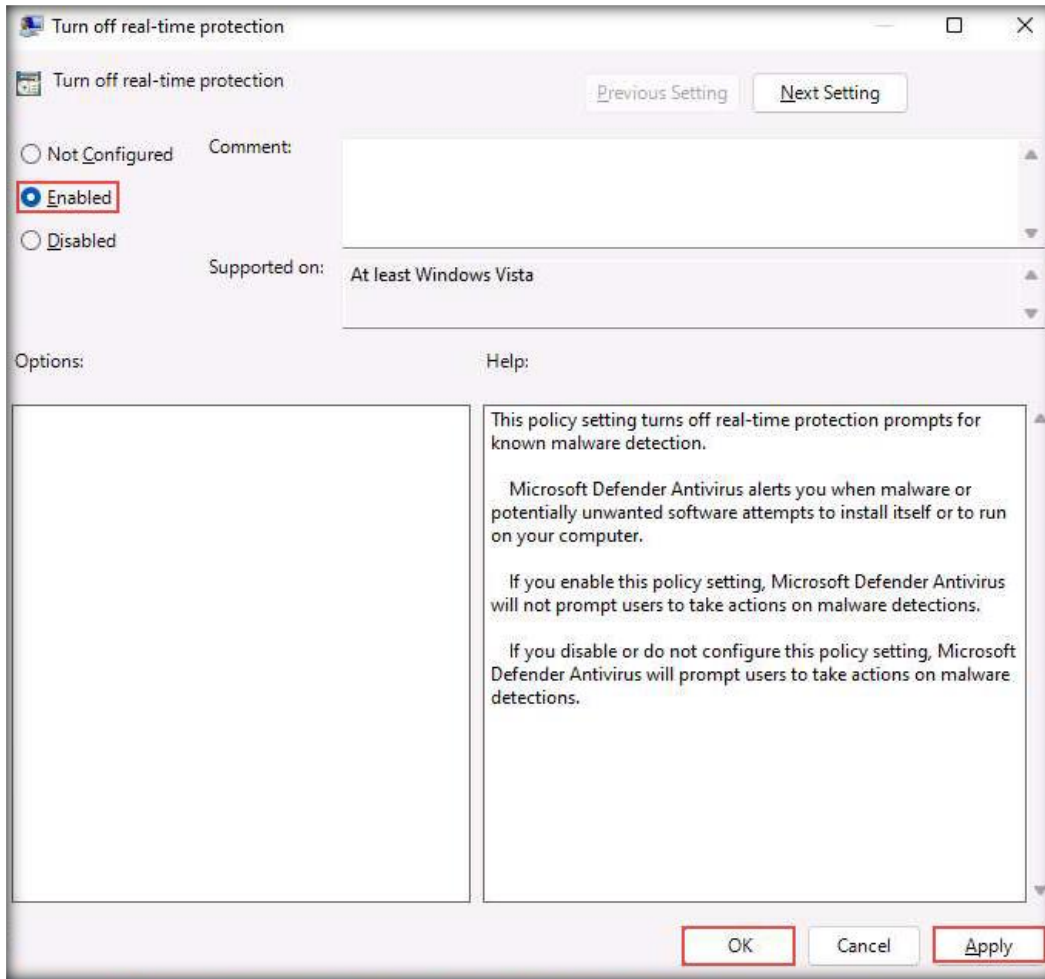 Turn off real-time protection
Turn off real-time protection
Previous Setting
Next Setting
Not Configured
Comment:
Enabled
Disabled
Supported on:
At least Windows Vista
Options:
Help:
This policy setting turns off real-time protection prompts for
known malware detection.
Microsoft Defender Antivirus alerts you when malware or
potentially unwanted software attempts to install itself or to run
on your computer.
If you enable this policy setting, Microsoft Defender Antivirus
will not prompt users to take actions on malware detections.
If you disable or do not configure this policy setting, Microsoft
Defender Antivirus will prompt users to take actions on malware
detections.
OK
Cancel
Apply